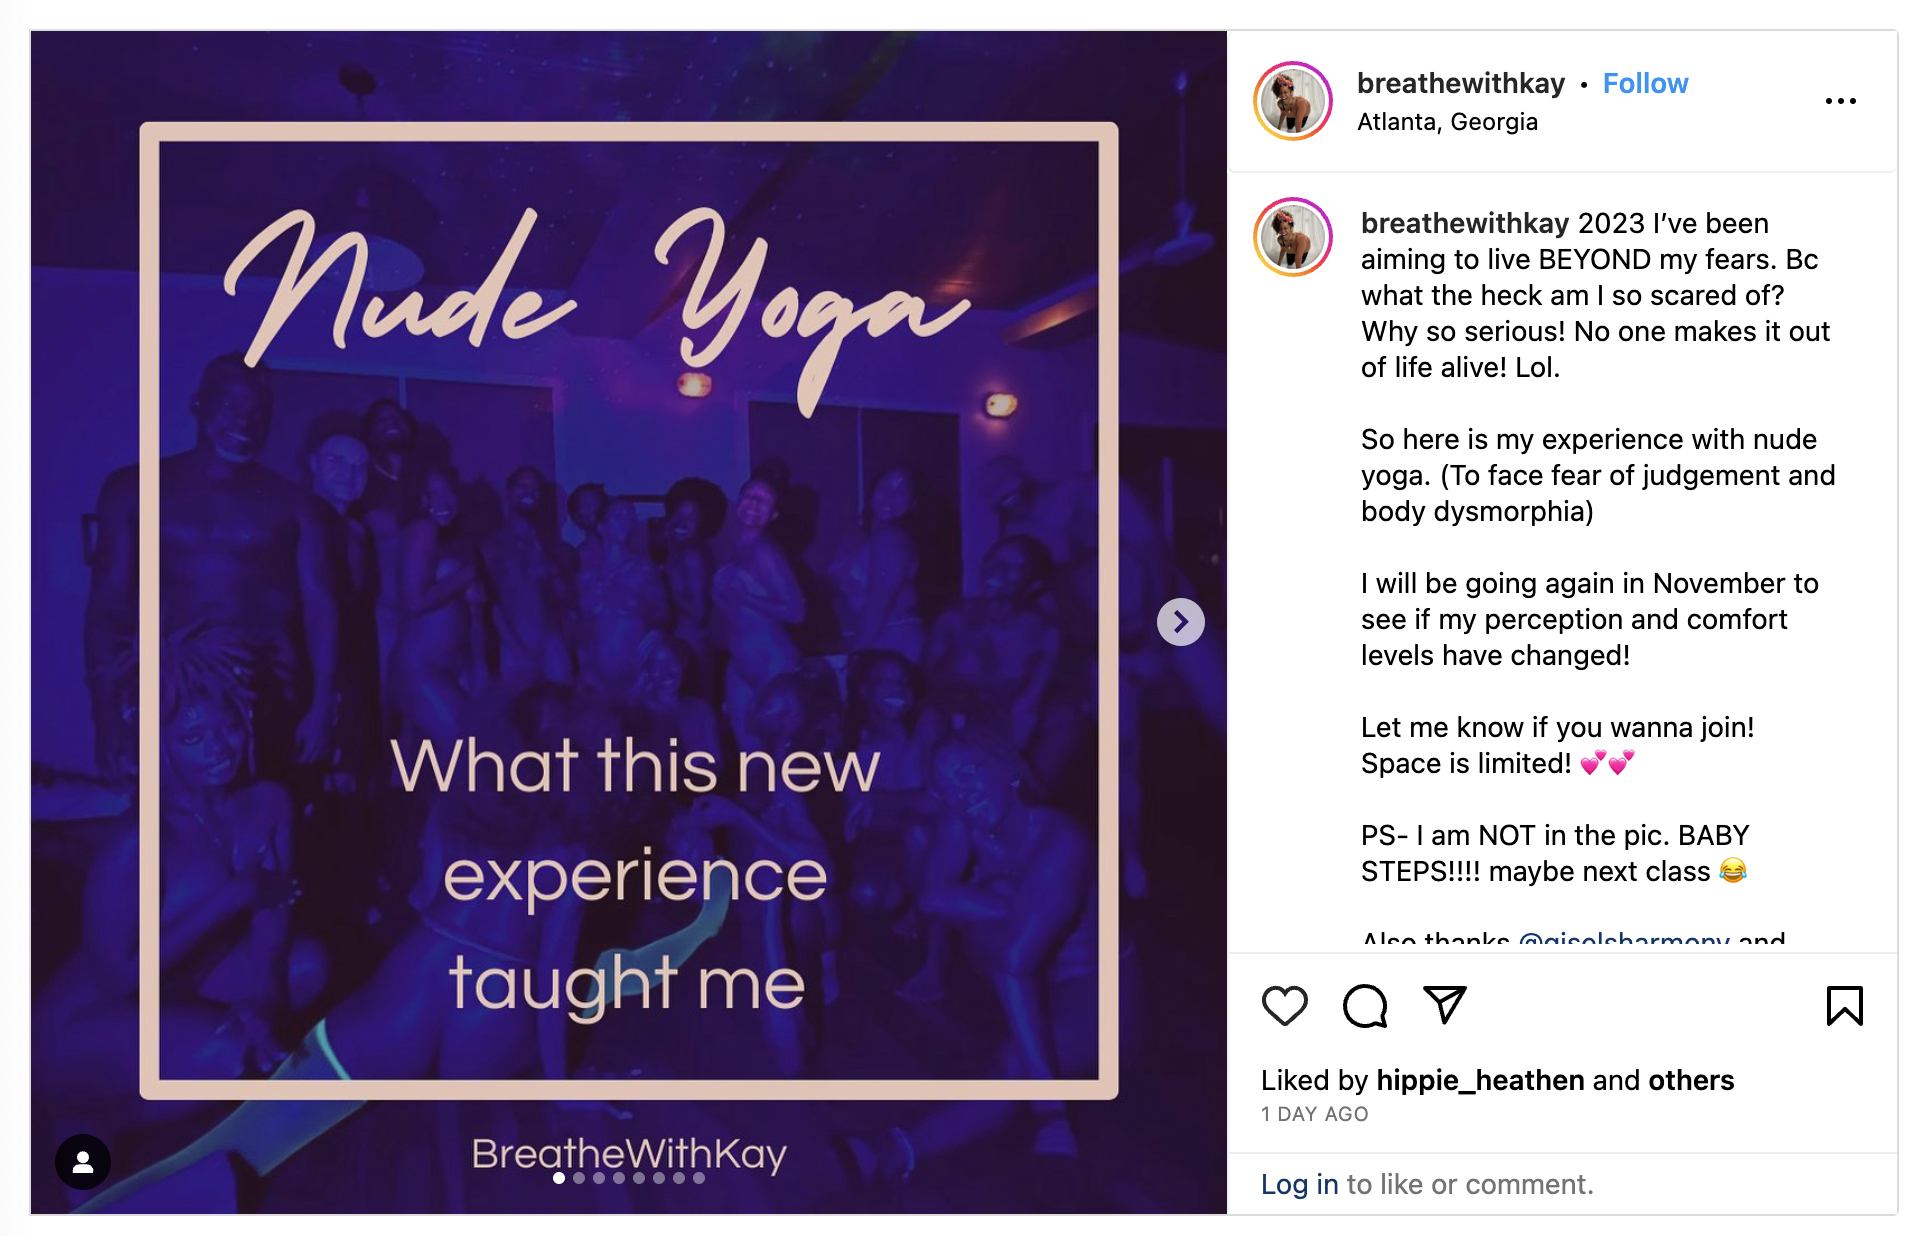 Nude Yoga
What this new
experience
taught me
BreatheWithKay
breathewithkay • Follow
Atlanta, Georgia
breathewithkay 2023 I’ve been
aiming to live BEYOND my fears. Bc
what the heck am I so scared of?
Why so serious! No one makes it out
of life alive! Lol.
So here is my experience with nude
yoga. (To face fear of judgement and
body dysmorphia)
I will be going again in November to
see if my perception and comfort
levels have changed!
Let me know if you wanna join!
Space is limited! 💕💕
PS- I am NOT in the pic. BABY
STEPS!!!! maybe next class 😂
Also thanks @giselsharmony and
Liked by hippie_heathen and others
1 DAY AGO
Log in to like or comment.